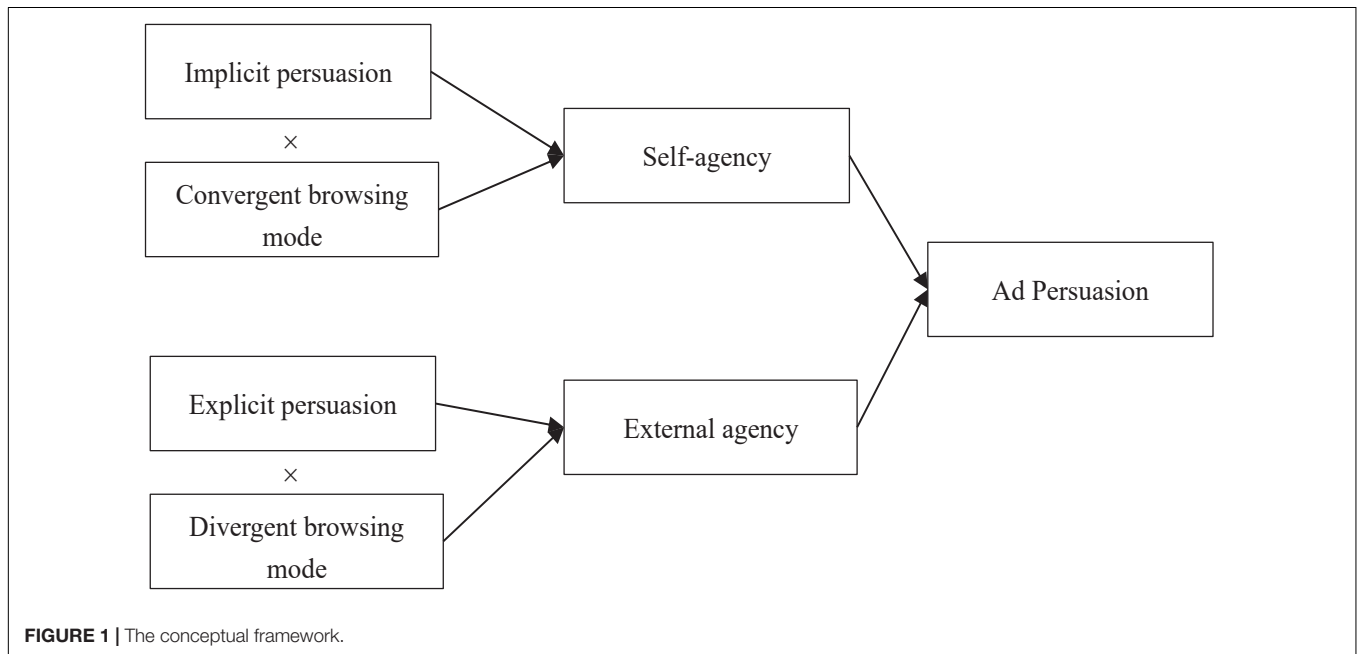 Implicit persuasion
×
Convergent browsing
mode
Self-agency
Ad Persuasion
Explicit persuasion
×
Divergent browsing
mode
External agency
FIGURE 1 | The conceptual framework.